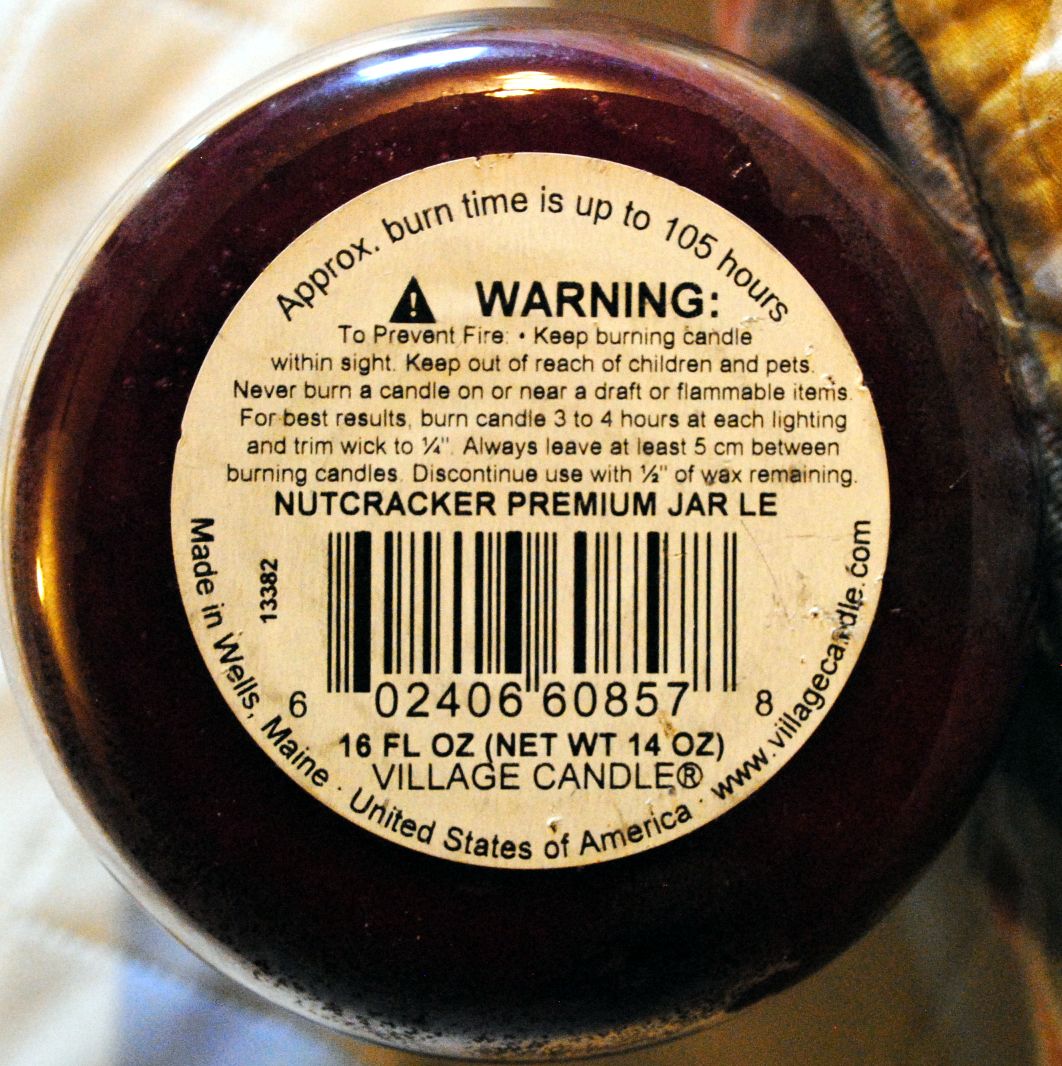 Approx. burn time is up to 105 hours
WARNING:
To Prevent Fire: • Keep burning candle
within sight. Keep out of reach of children and pets.
Never burn a candle on or near a draft or flammable items.
For best results, burn candle 3 to 4 hours at each lighting
and trim wick to ¼". Always leave at least 5 cm between
burning candles. Discontinue use with ½" of wax remaining.
NUTCRACKER PREMIUM JAR LE
13382
6 02406 60857 8
16 FL OZ (NET WT 14 OZ)
VILLAGE CANDLE®
Made in Wells, Maine · United States of America · www.villagecandle.com